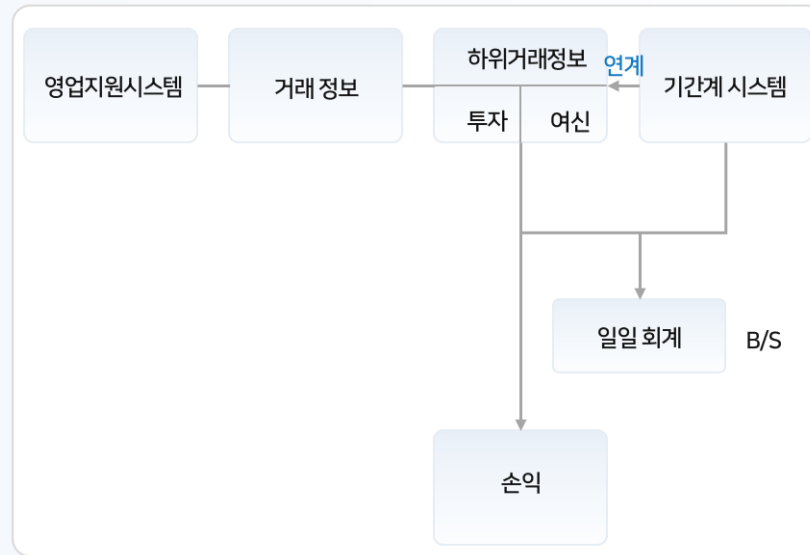 영업지원시스템
거래 정보
하위거래정보
연계
기간계 시스템
투자
여신
일일 회계
B/S
손익